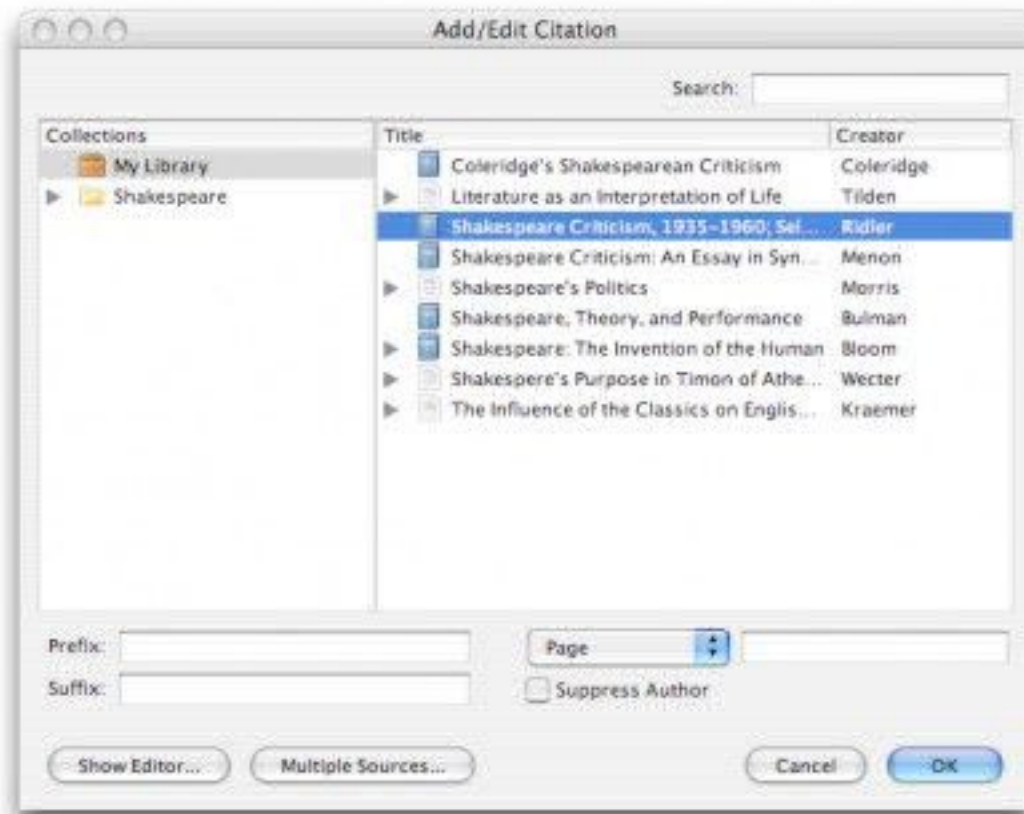 Add/Edit Citation
Search:
Collections
Title
Creator
My Library
Coleridge's Shakespearean Criticism Coleridge
Shakespeare
Literature as an Interpretation of Life Tilden
Shakespeare Criticism, 1935-1960; Sel... Ridler
Shakespeare Criticism: An Essay in Syn... Menon
Shakespeare's Politics Morris
Shakespeare, Theory, and Performance Bulman
Shakespeare: The Invention of the Human Bloom
Shakespere's Purpose in Timon of Athe... Wecter
The Influence of the Classics on Englis... Kraemer
Prefix:
Page
Suffix:
Suppress Author
Show Editor... Multiple Sources... Cancel OK